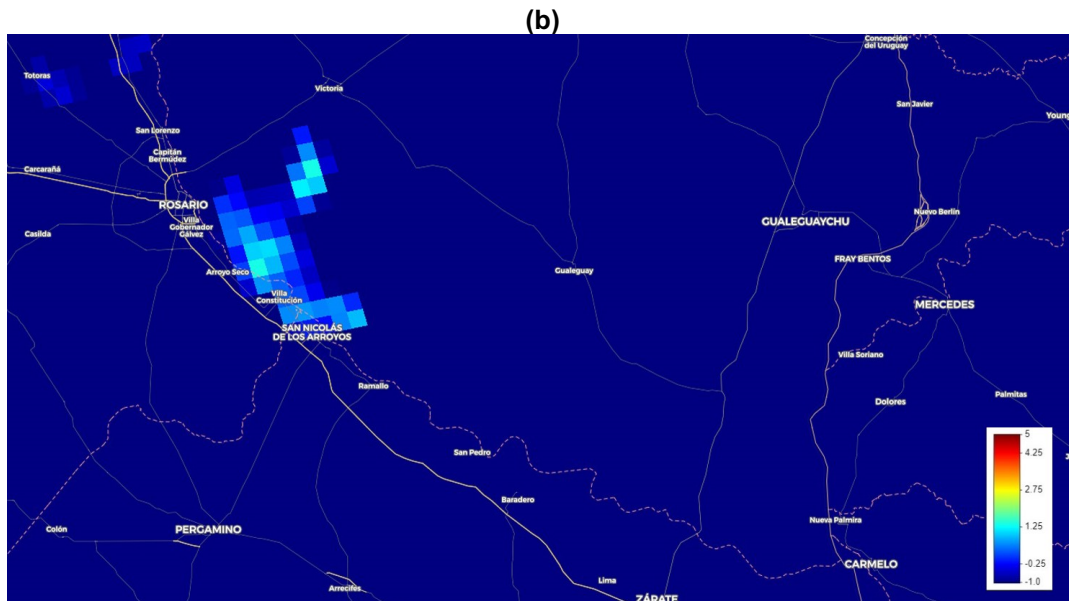 (b)
Concepción
del Uruguay
Totoras
Victoria
San Javier
Young
San Lorenzo
Capitán
Bermúdez
Carcarañá
ROSARIO
Villa
Gobernador
Gálvez
Casilda
Nuevo Berlín
GUALEGUAYCHU
FRAY BENTOS
Arroyo Seco
Gualeguay
Villa
Constitución
MERCEDES
SAN NICOLÁS
DE LOS ARROYOS
Villa Soriano
Ramallo
Palmitas
Dolores
San Pedro
5
4.25
2.75
1.25
-0.25
-1.0
Baradero
Nueva Palmira
Colón
PERGAMINO
CARMELO
Lima
Arrecifes
ZÁRATE